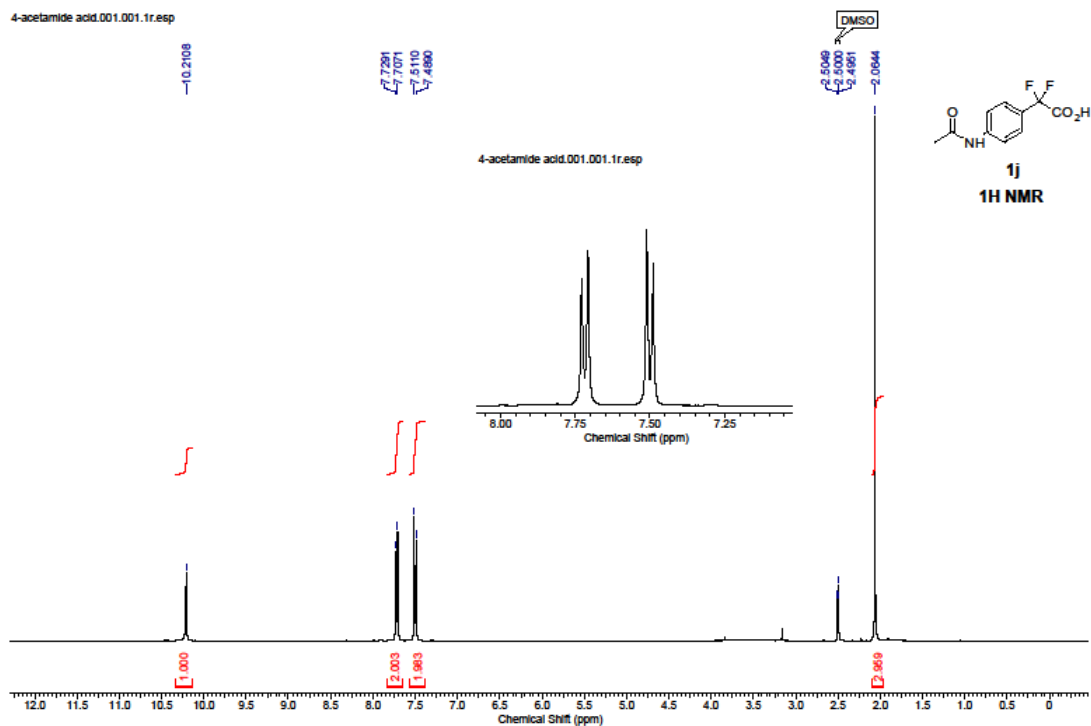 4-acetamide acid.001.001.1r.esp
DMSO
10.2108
7.7291
7.7071
7.5110
7.4890
2.5049
2.5000
2.4951
2.0644
F F
O
CO₂H
NH
1j
1H NMR
4-acetamide acid.001.001.1r.esp
8.00 7.75 7.50 7.25
Chemical Shift (ppm)
1.000 2.003 1.983 2.959
12.0 11.5 11.0 10.5 10.0 9.5 9.0 8.5 8.0 7.5 7.0 6.5 6.0 5.5 5.0 4.5 4.0 3.5 3.0 2.5 2.0 1.5 1.0 0.5 0
Chemical Shift (ppm)